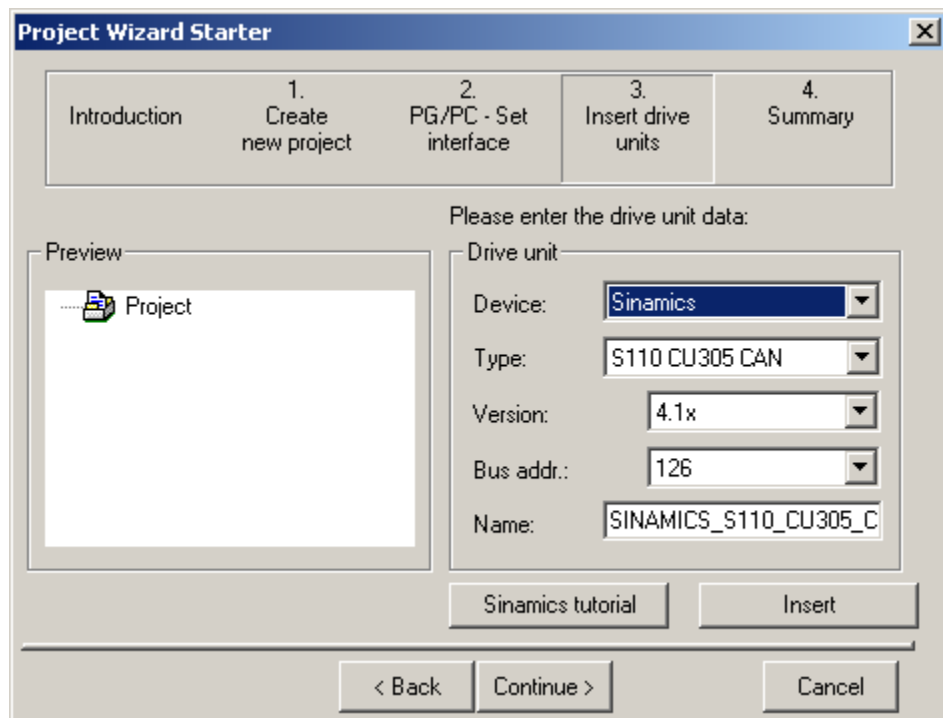 Project Wizard Starter
Introduction
1.
Create
new project
2.
PG/PC - Set
interface
3.
Insert drive
units
4.
Summary
Please enter the drive unit data:
Preview
Project
Drive unit
Device: Sinamics
Type: S110 CU305 CAN
Version: 4.1x
Bus addr.: 126
Name: SINAMICS_S110_CU305_C
Sinamics tutorial
Insert
< Back
Continue >
Cancel